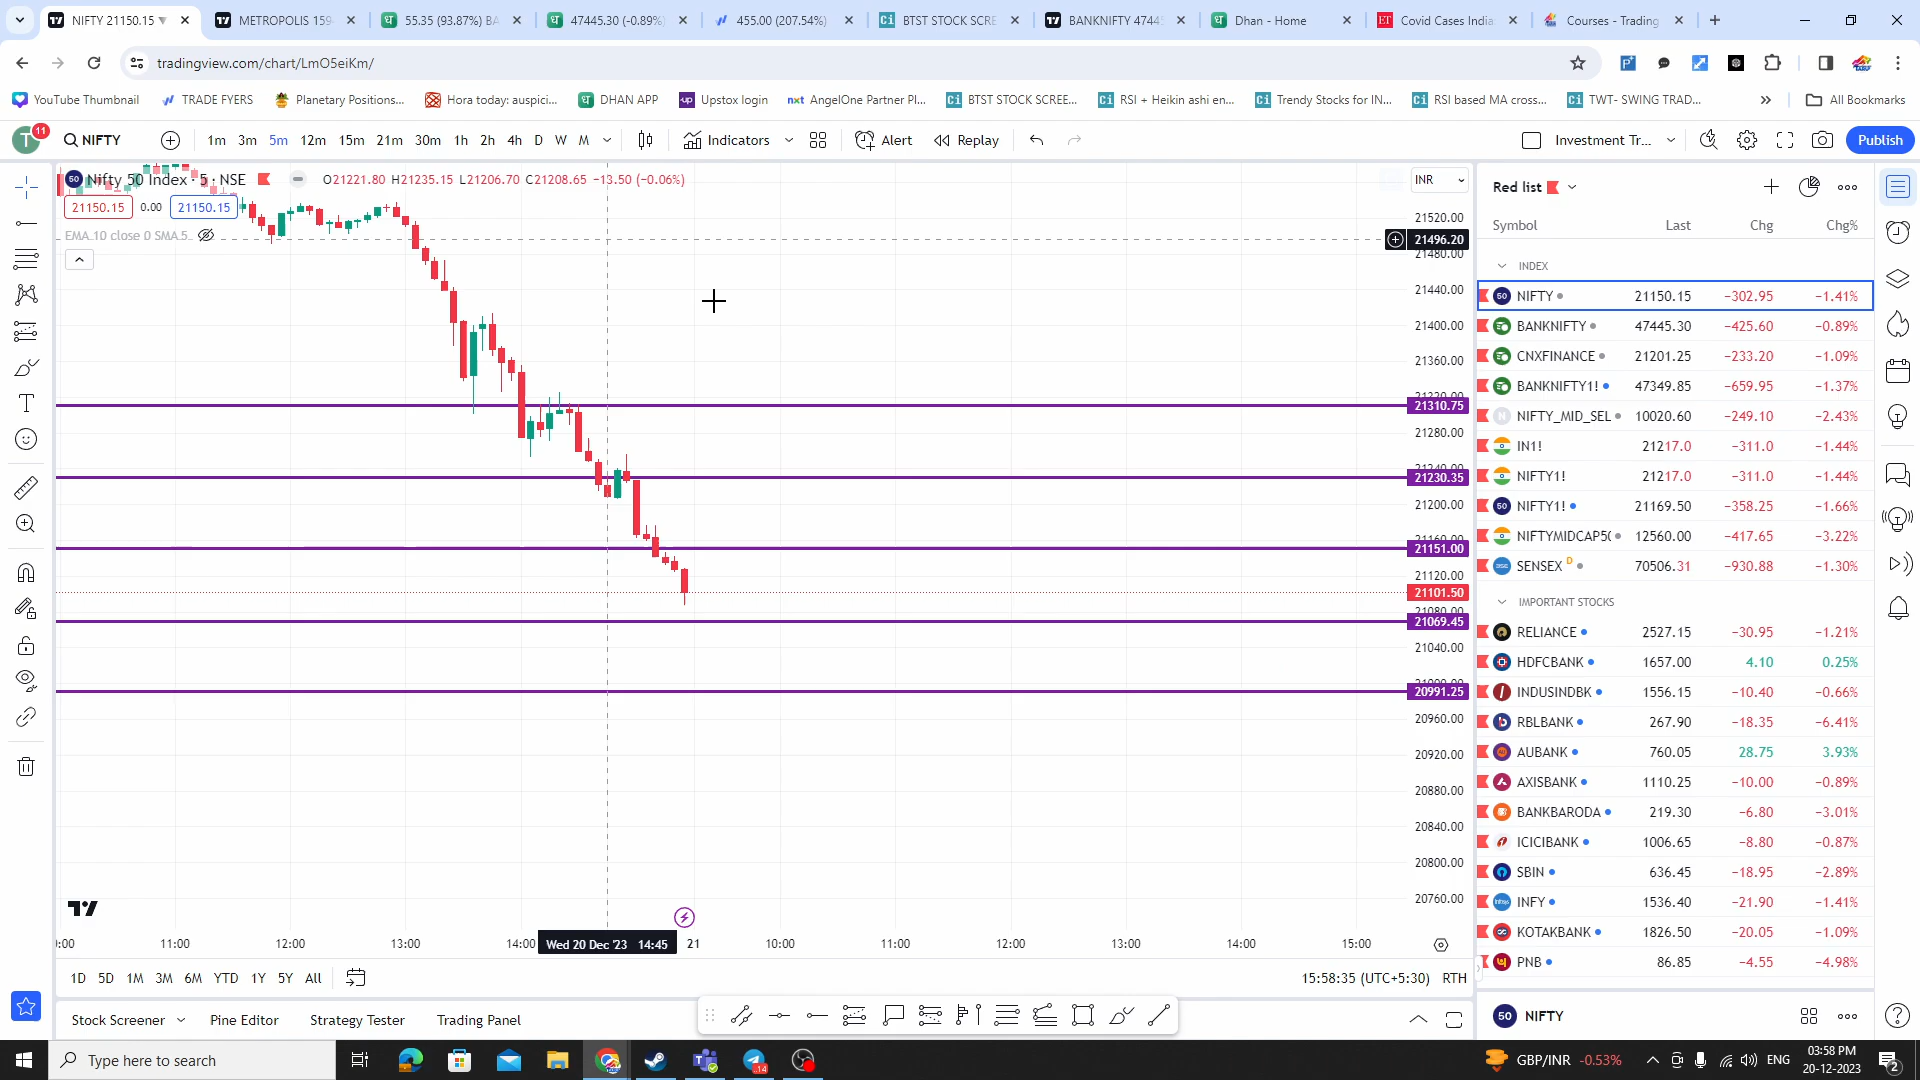 NIFTY 21150.15 ▼
METROPOLIS 159
55.35 (93.87%) BA
47445.30 (-0.89%)
455.00 (207.54%)
BTST STOCK SCRE
BANKNIFTY 4744
Dhan - Home
Covid Cases India
Courses - Trading
tradingview.com/chart/LmO5eiKm/
YouTube Thumbnail
TRADE FYERS
Planetary Positions...
Hora today: auspici...
DHAN APP
Upstox login
AngelOne Partner Pl...
BTST STOCK SCREE...
RSI + Heikin ashi en...
Trendy Stocks for IN...
RSI based MA cross...
TWT- SWING TRAD...
All Bookmarks
T 11 NIFTY 1m 3m 5m 12m 15m 21m 30m 1h 2h 4h D W M Indicators Alert Replay Investment Tr... Publish
50 Nifty 50 Index · 5 · NSE O21221.80 H21235.15 L21206.70 C21208.65 −13.50 (−0.06%)
INR
21150.15 0.00 21150.15
EMA 10 close 0 SMA 5
21520.00
21496.20
21480.00
21440.00
21400.00
21360.00
21310.75
21280.00
21240.00
21230.35
21200.00
21160.00
21151.00
21120.00
21101.50
21080.00
21069.45
21040.00
21000.00
20991.25
20960.00
20920.00
20880.00
20840.00
20800.00
20760.00
:00 11:00 12:00 13:00 14:00 Wed 20 Dec '23 14:45 21 10:00 11:00 12:00 13:00 14:00 15:00
1D 5D 1M 3M 6M YTD 1Y 5Y All 15:58:35 (UTC+5:30) RTH
Stock Screener Pine Editor Strategy Tester Trading Panel
Red list
Symbol Last Chg Chg%
INDEX
NIFTY 21150.15 −302.95 −1.41%
BANKNIFTY 47445.30 −425.60 −0.89%
CNXFINANCE 21201.25 −233.20 −1.09%
BANKNIFTY1! 47349.85 −659.95 −1.37%
NIFTY_MID_SEL 10020.60 −249.10 −2.43%
IN1! 21217.0 −311.0 −1.44%
NIFTY1! 21217.0 −311.0 −1.44%
NIFTY1! 21169.50 −358.25 −1.66%
NIFTYMIDCAP50 12560.00 −417.65 −3.22%
SENSEX D 70506.31 −930.88 −1.30%
IMPORTANT STOCKS
RELIANCE 2527.15 −30.95 −1.21%
HDFCBANK 1657.00 4.10 0.25%
INDUSINDBK 1556.15 −10.40 −0.66%
RBLBANK 267.90 −18.35 −6.41%
AUBANK 760.05 28.75 3.93%
AXISBANK 1110.25 −10.00 −0.89%
BANKBARODA 219.30 −6.80 −3.01%
ICICIBANK 1006.65 −8.80 −0.87%
SBIN 636.45 −18.95 −2.89%
INFY 1536.40 −21.90 −1.41%
KOTAKBANK 1826.50 −20.05 −1.09%
PNB 86.85 −4.55 −4.98%
50 NIFTY
Type here to search
GBP/INR -0.53%
ENG
03:58 PM
20-12-2023